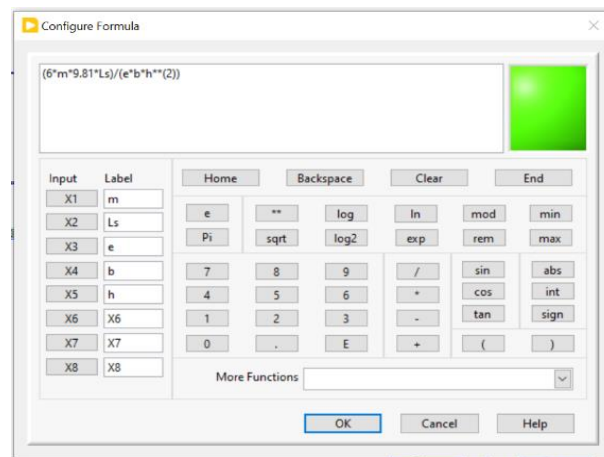 Configure Formula
(6*m*9.81*Ls)/(e*b*h**(2))
Input Label
Home Backspace Clear End
X1 m
X2 Ls
X3 e
X4 b
X5 h
X6 X6
X7 X7
X8 X8
e ** log ln mod min
Pi sqrt log2 exp rem max
7 8 9 / sin abs
4 5 6 * cos int
1 2 3 - tan sign
0 . E + ( )
More Functions
OK Cancel Help